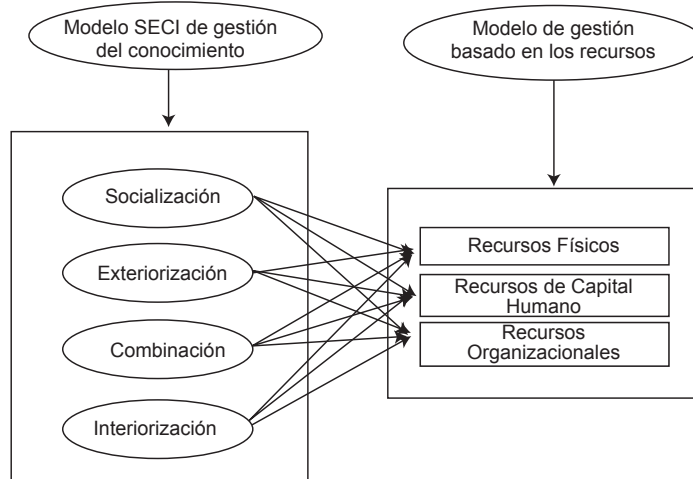 Modelo SECI de gestión
del conocimiento
Modelo de gestión
basado en los recursos
Socialización
Exteriorización
Combinación
Interiorización
Recursos Físicos
Recursos de Capital
Humano
Recursos
Organizacionales